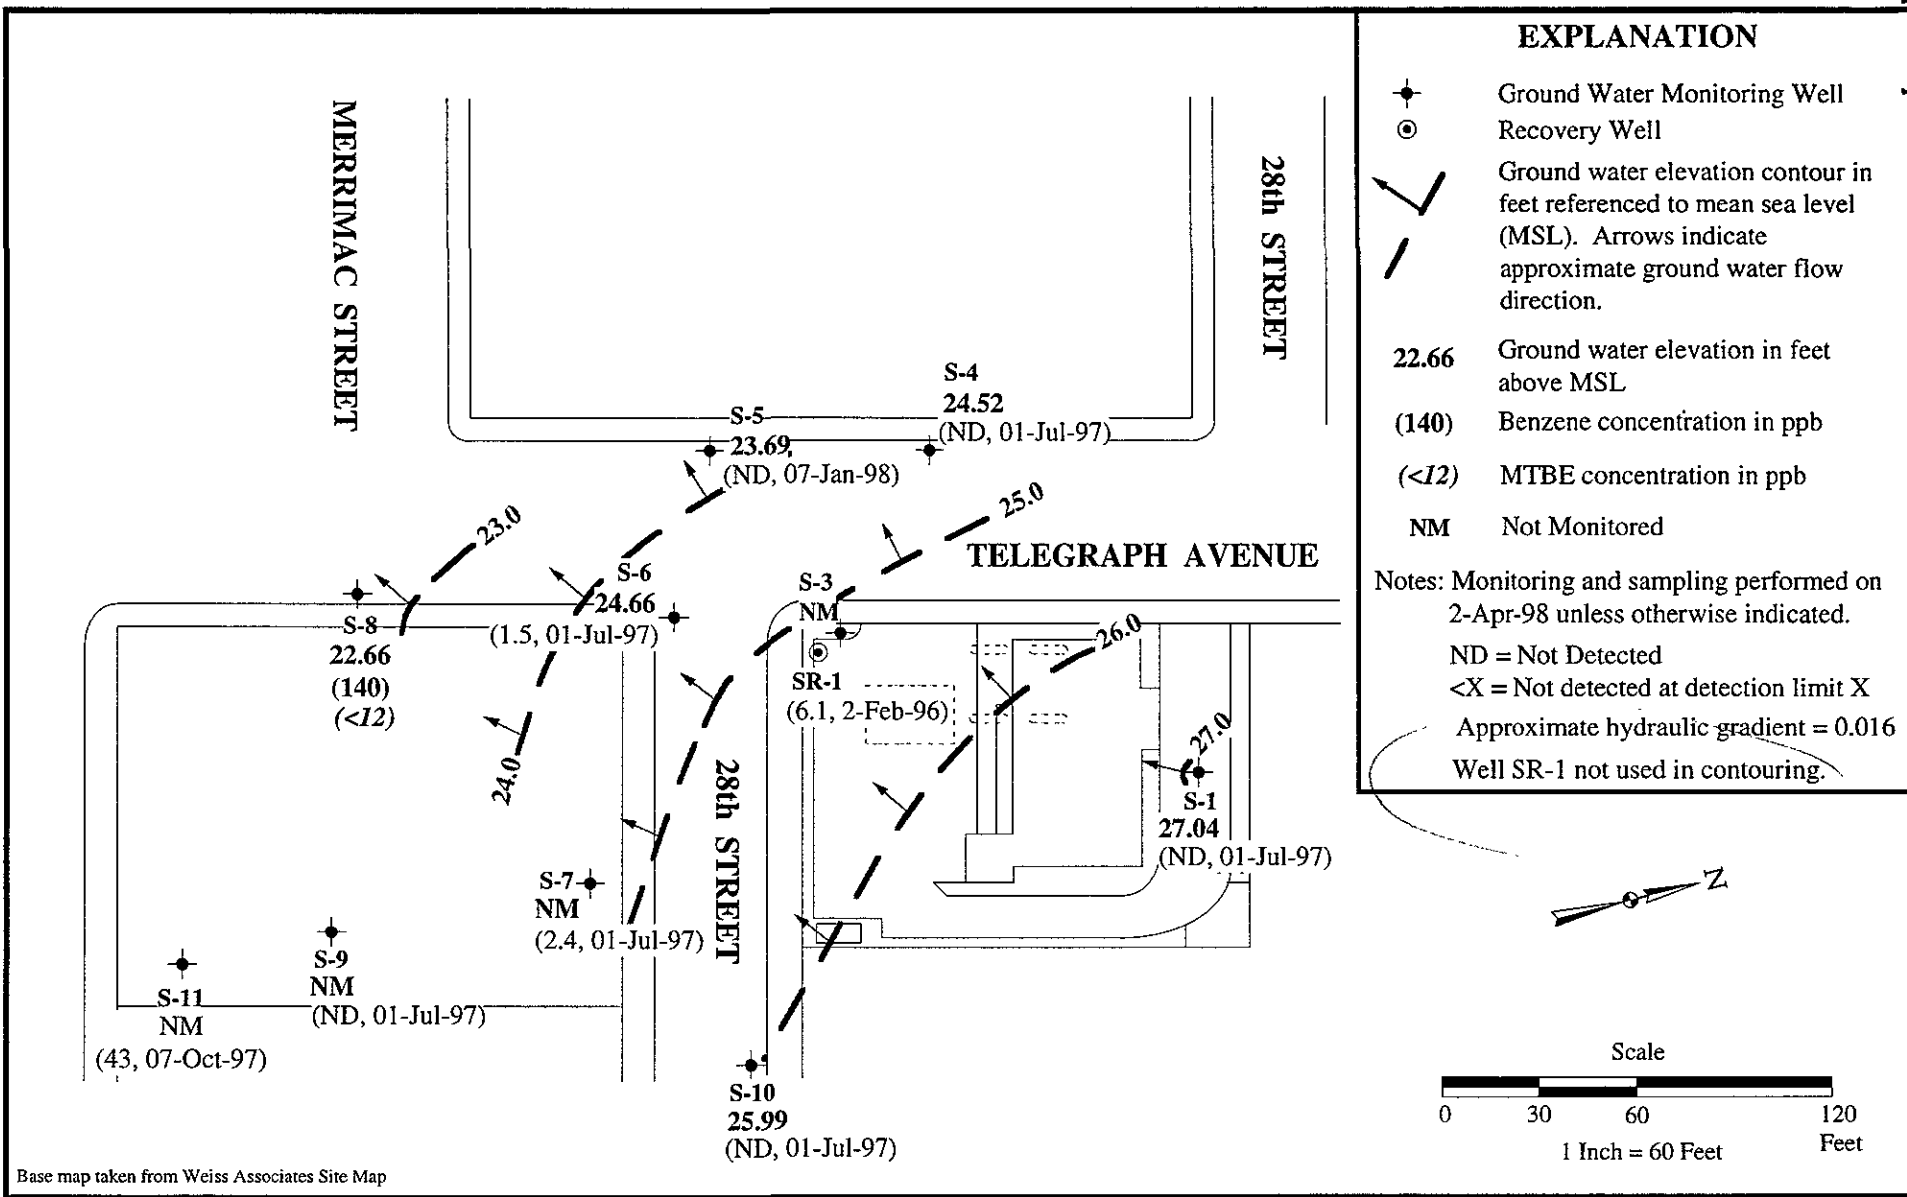 EXPLANATION
Ground Water Monitoring Well
Recovery Well
Ground water elevation contour in
feet referenced to mean sea level
(MSL). Arrows indicate
approximate ground water flow
direction.
22.66 Ground water elevation in feet
above MSL
(140) Benzene concentration in ppb
(<12) MTBE concentration in ppb
NM Not Monitored
Notes: Monitoring and sampling performed on
2-Apr-98 unless otherwise indicated.
ND = Not Detected
<X = Not detected at detection limit X
Approximate hydraulic gradient = 0.016
Well SR-1 not used in contouring.
MERRIMAC STREET
28th STREET
S-4
24.52
(ND, 01-Jul-97)
S-5
23.69
(ND, 07-Jan-98)
23.0
25.0
TELEGRAPH AVENUE
S-6
24.66
(1.5, 01-Jul-97)
S-3
NM
S-8
22.66
(140)
(<12)
SR-1
(6.1, 2-Feb-96)
26.0
27.0
24.0
28th STREET
S-1
27.04
(ND, 01-Jul-97)
S-7
NM
(2.4, 01-Jul-97)
S-9
NM
(ND, 01-Jul-97)
S-11
NM
(43, 07-Oct-97)
S-10
25.99
(ND, 01-Jul-97)
N
Scale
0 30 60 120
Feet
1 Inch = 60 Feet
Base map taken from Weiss Associates Site Map